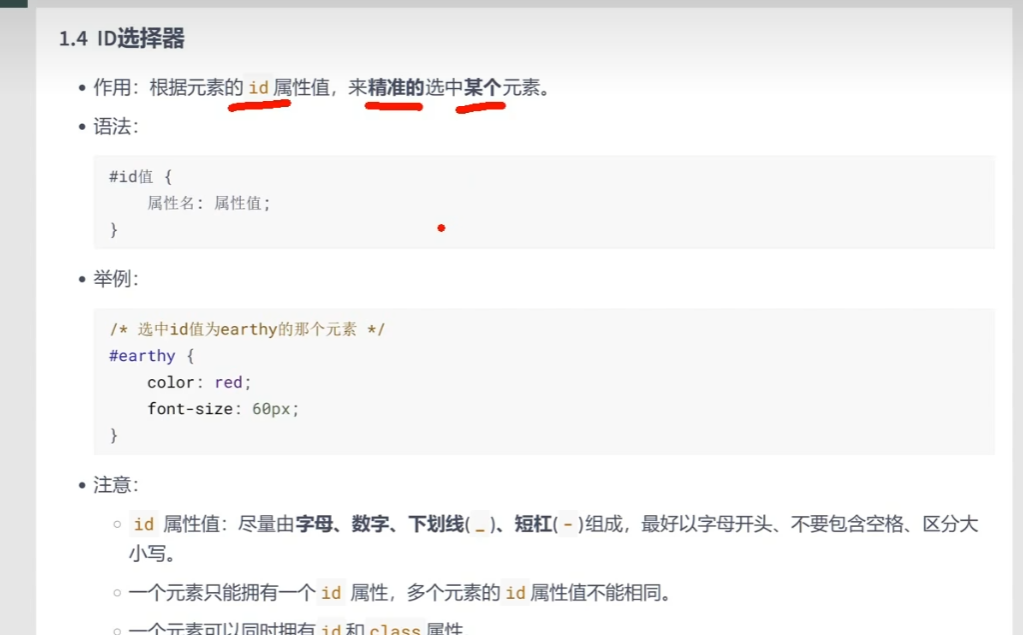 1.4 ID选择器
• 作用：根据元素的 id 属性值，来精准的选中某个元素。
• 语法：
#id值 {
    属性名: 属性值;
}
• 举例：
/* 选中id值为earthy的那个元素 */
#earthy {
    color: red;
    font-size: 60px;
}
• 注意：
○ id 属性值：尽量由字母、数字、下划线(_)、短杠(-)组成，最好以字母开头、不要包含空格、区分大
小写。
○ 一个元素只能拥有一个 id 属性，多个元素的 id 属性值不能相同。
○ 一个元素可以同时拥有 id 和 class 属性